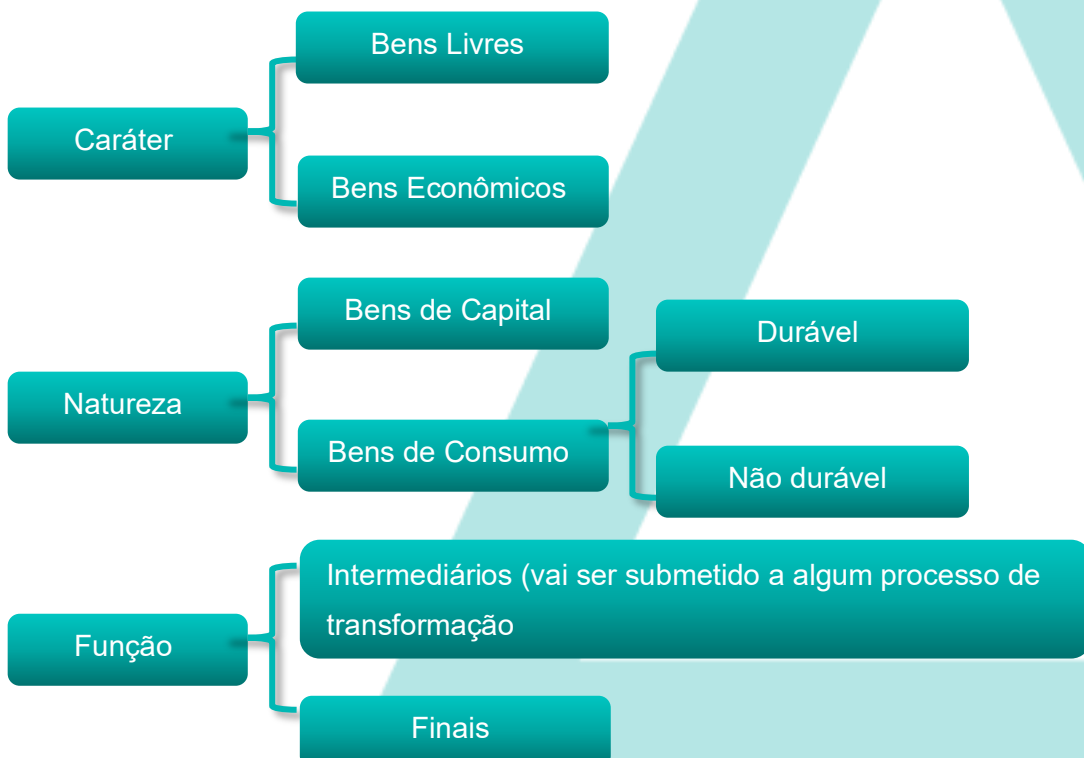 Bens Livres
Caráter
Bens Econômicos
Bens de Capital
Durável
Natureza
Bens de Consumo
Não durável
Intermediários (vai ser submetido a algum processo de
transformação
Função
Finais